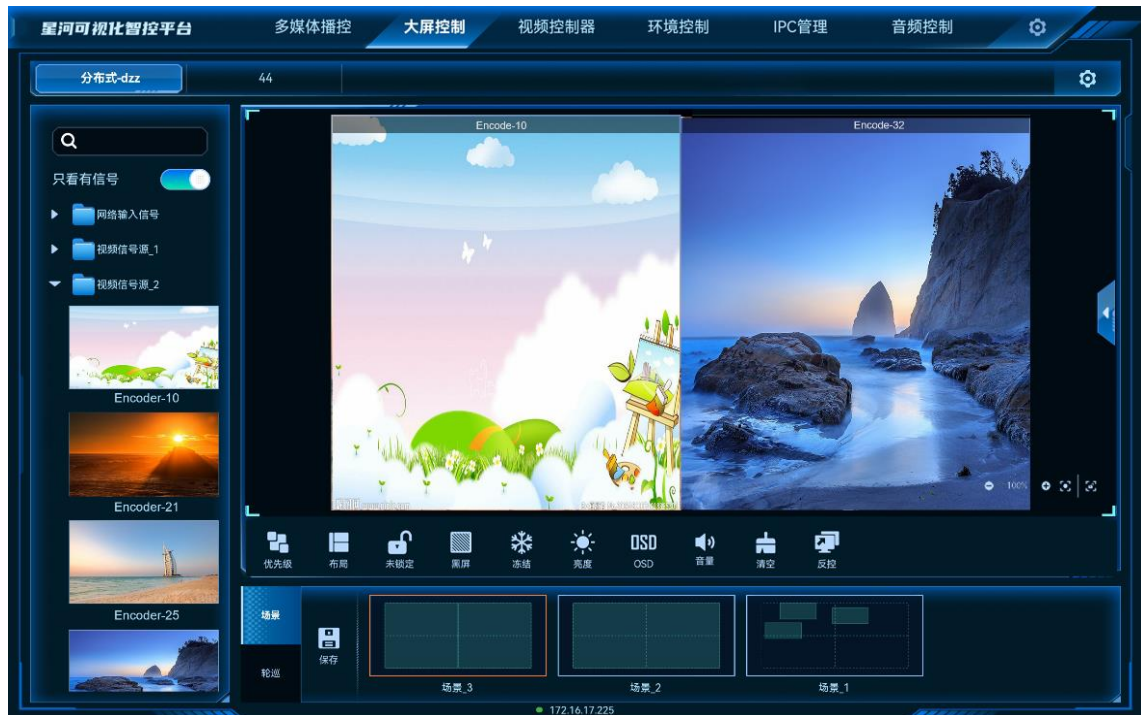 星河可视化智控平台
多媒体播控
大屏控制
视频控制器
环境控制
IPC管理
音频控制
分布式-dzz
44
只看有信号
网络输入信号
视频信号源_1
视频信号源_2
Encoder-10
Encoder-21
Encoder-25
Encode-10
Encode-32
100%
优先级
布局
未锁定
黑屏
冻结
亮度
OSD
OSD
音量
清空
反控
场景
轮巡
保存
场景_3
场景_2
场景_1
172.16.17.225